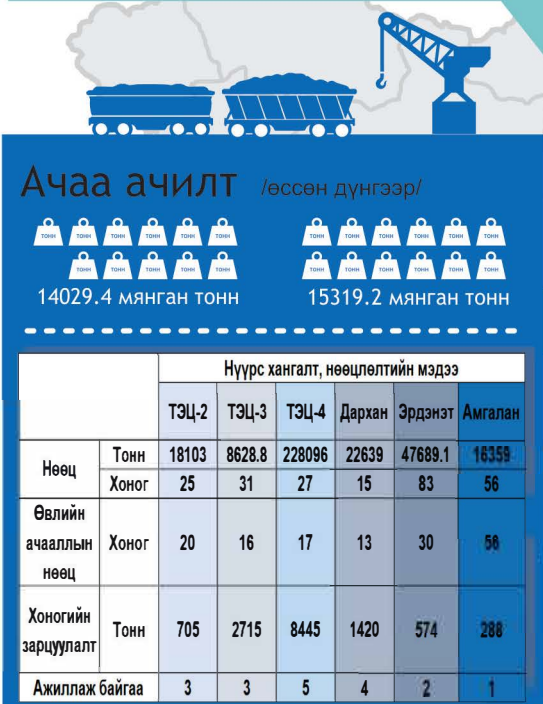 Ачаа ачилт /өссөн дүнгээр/
тонн тонн тонн тонн тонн тонн тонн тонн тонн тонн тонн тонн
тонн тонн тонн тонн тонн тонн тонн тонн тонн тонн тонн
14029.4 мянган тонн 15319.2 мянган тонн
Нүүрс хангалт, нөөцлөлтийн мэдээ
ТЭЦ-2 ТЭЦ-3 ТЭЦ-4 Дархан Эрдэнэт Амгалан
Нөөц Тонн 18103 8628.8 228096 22639 47689.1 16359
Хоног 25 31 27 15 83 56
Өвлийн ачааллын нөөц Хоног 20 16 17 13 30 56
Хоногийн зарцуулалт Тонн 705 2715 8445 1420 574 288
Ажиллаж байгаа 3 3 5 4 2 1